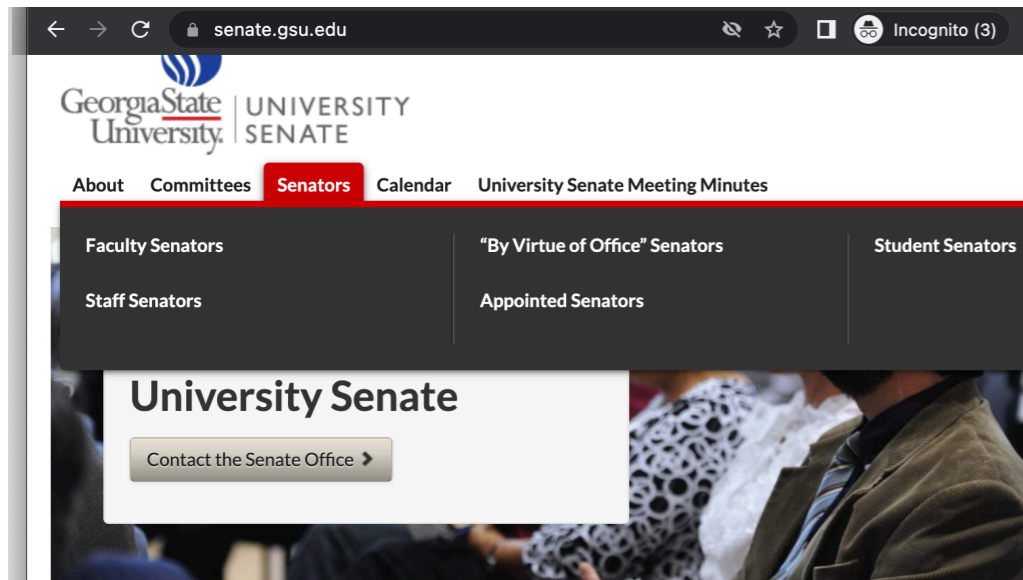 senate.gsu.edu
Incognito (3)
GeorgiaState
University.
UNIVERSITY
SENATE
About Committees Senators Calendar University Senate Meeting Minutes
Faculty Senators “By Virtue of Office” Senators Student Senators
Staff Senators Appointed Senators
University Senate
Contact the Senate Office